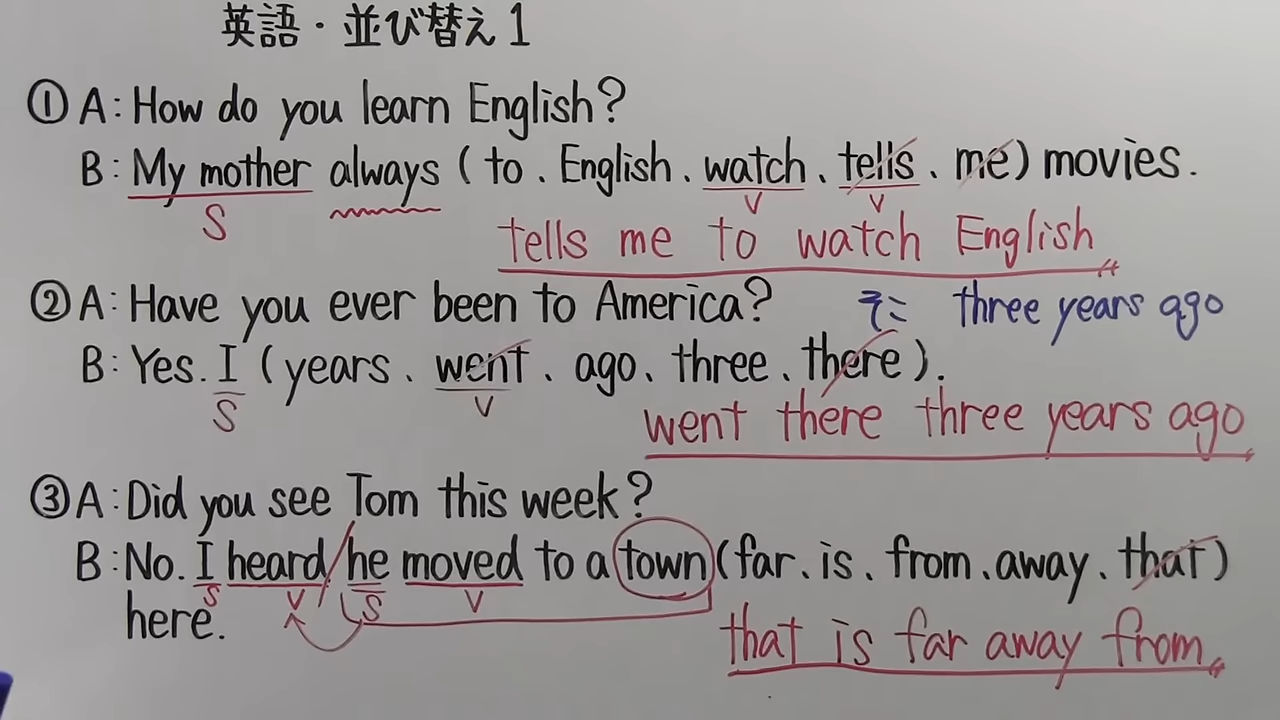 英語・並び替え1
① A: How do you learn English?
B: My mother always (to . English . watch . tells . me) movies.
S V V
tells me to watch English
② A: Have you ever been to America? そこ three years ago
B: Yes. I (years . went . ago . three . there).
S V
went there three years ago
③ A: Did you see Tom this week?
B: No. I heard/he moved to a town (far . is . from . away . that)
S V S V
here.
that is far away from